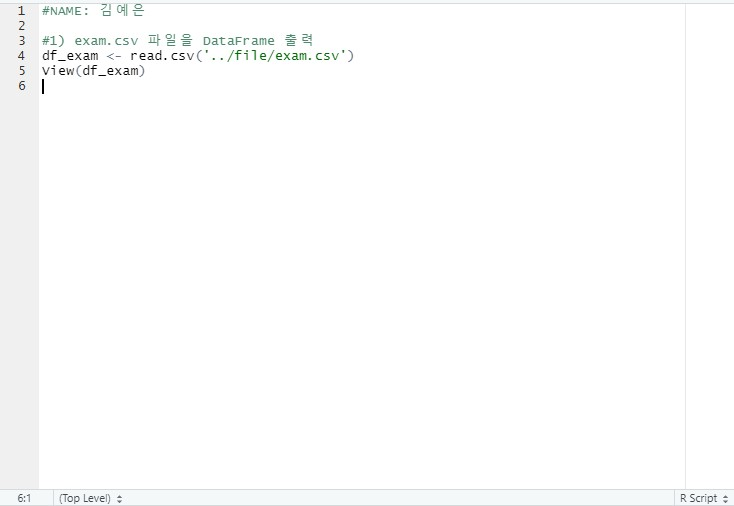 1 #NAME: 김예은
2
3 #1) exam.csv 파일을 DataFrame 출력
4 df_exam <- read.csv('../file/exam.csv')
5 View(df_exam)
6
6:1 (Top Level) R Script